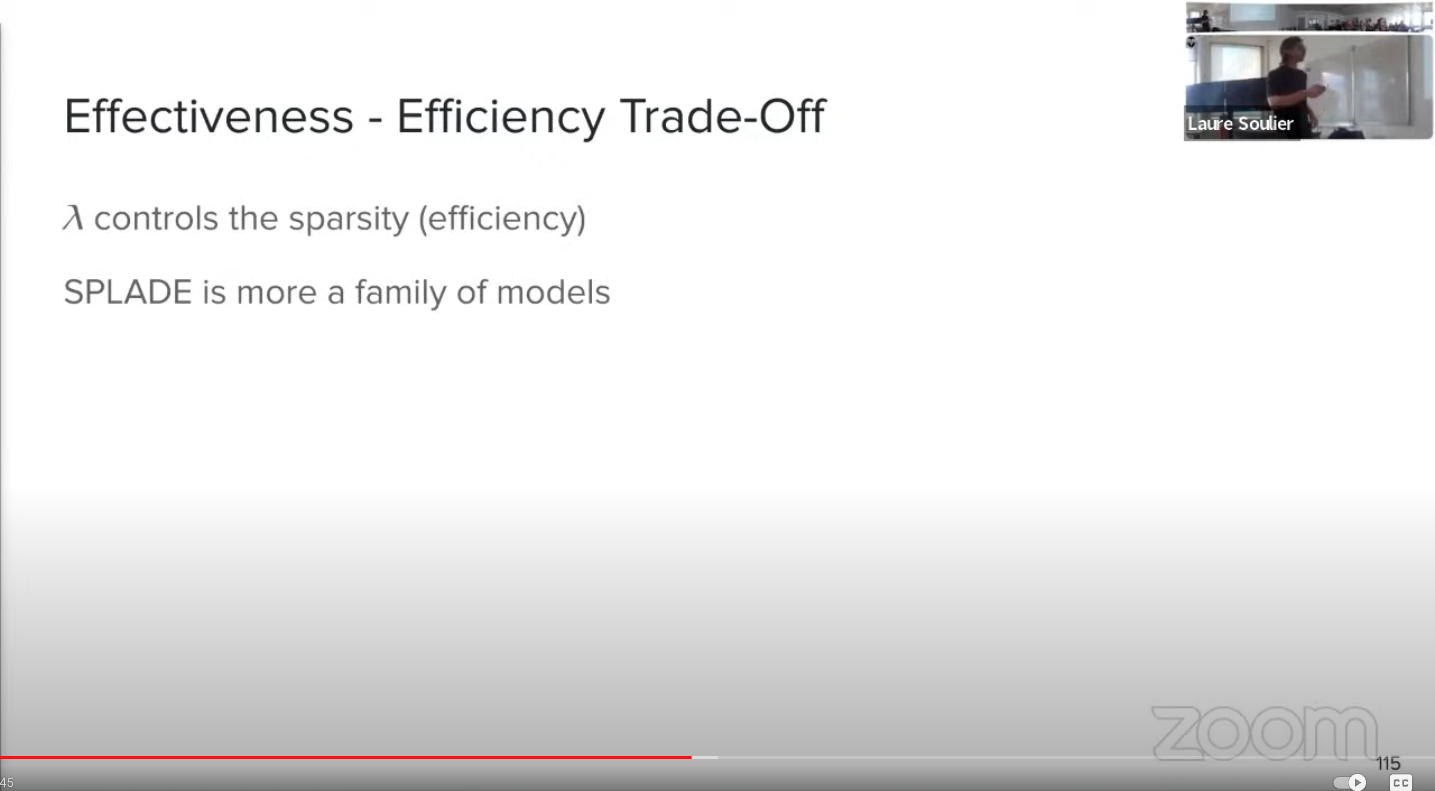 Effectiveness - Efficiency Trade-Off
Laure Soulier
λ controls the sparsity (efficiency)
SPLADE is more a family of models
zoom
115
45
CC